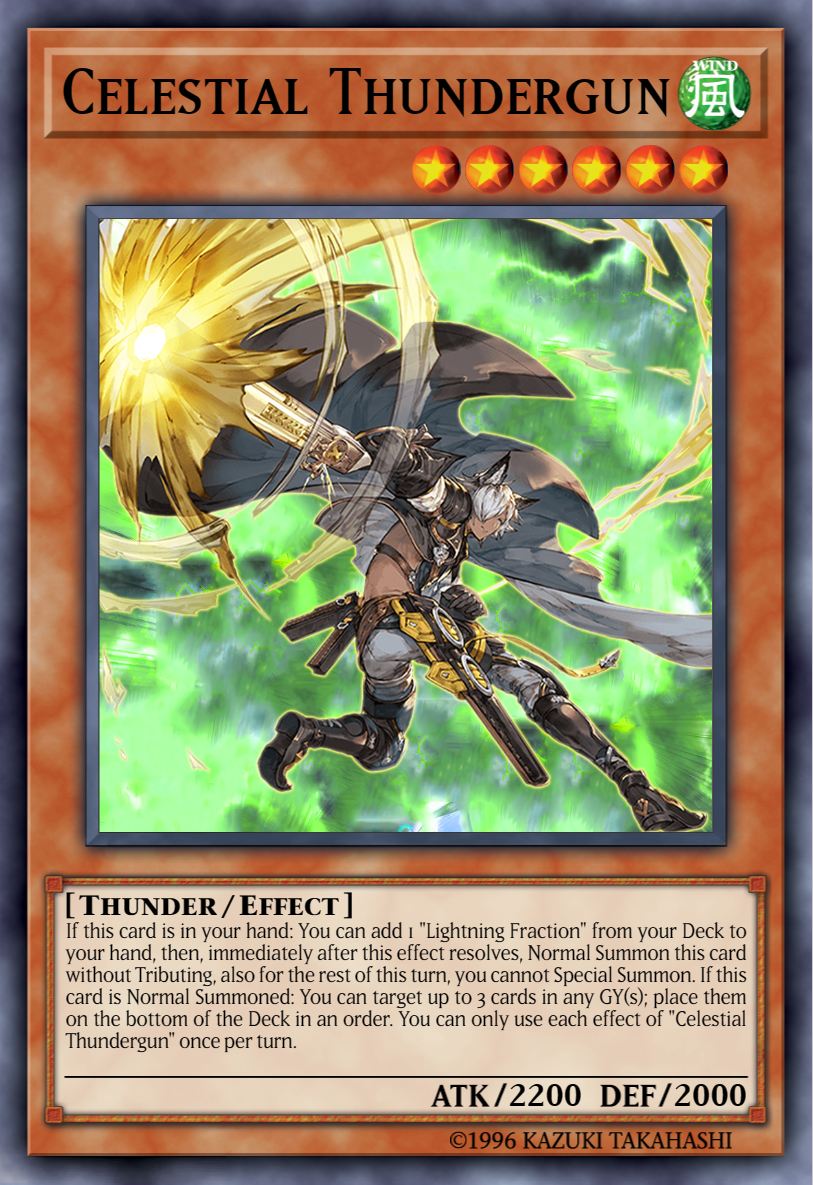 Celestial Thundergun
WIND
風
[Thunder/Effect]
If this card is in your hand: You can add 1 "Lightning Fraction" from your Deck to
your hand, then, immediately after this effect resolves, Normal Summon this card
without Tributing, also for the rest of this turn, you cannot Special Summon. If this
card is Normal Summoned: You can target up to 3 cards in any GY(s); place them
on the bottom of the Deck in an order. You can only use each effect of "Celestial
Thundergun" once per turn.
ATK/2200 DEF/2000
©1996 KAZUKI TAKAHASHI